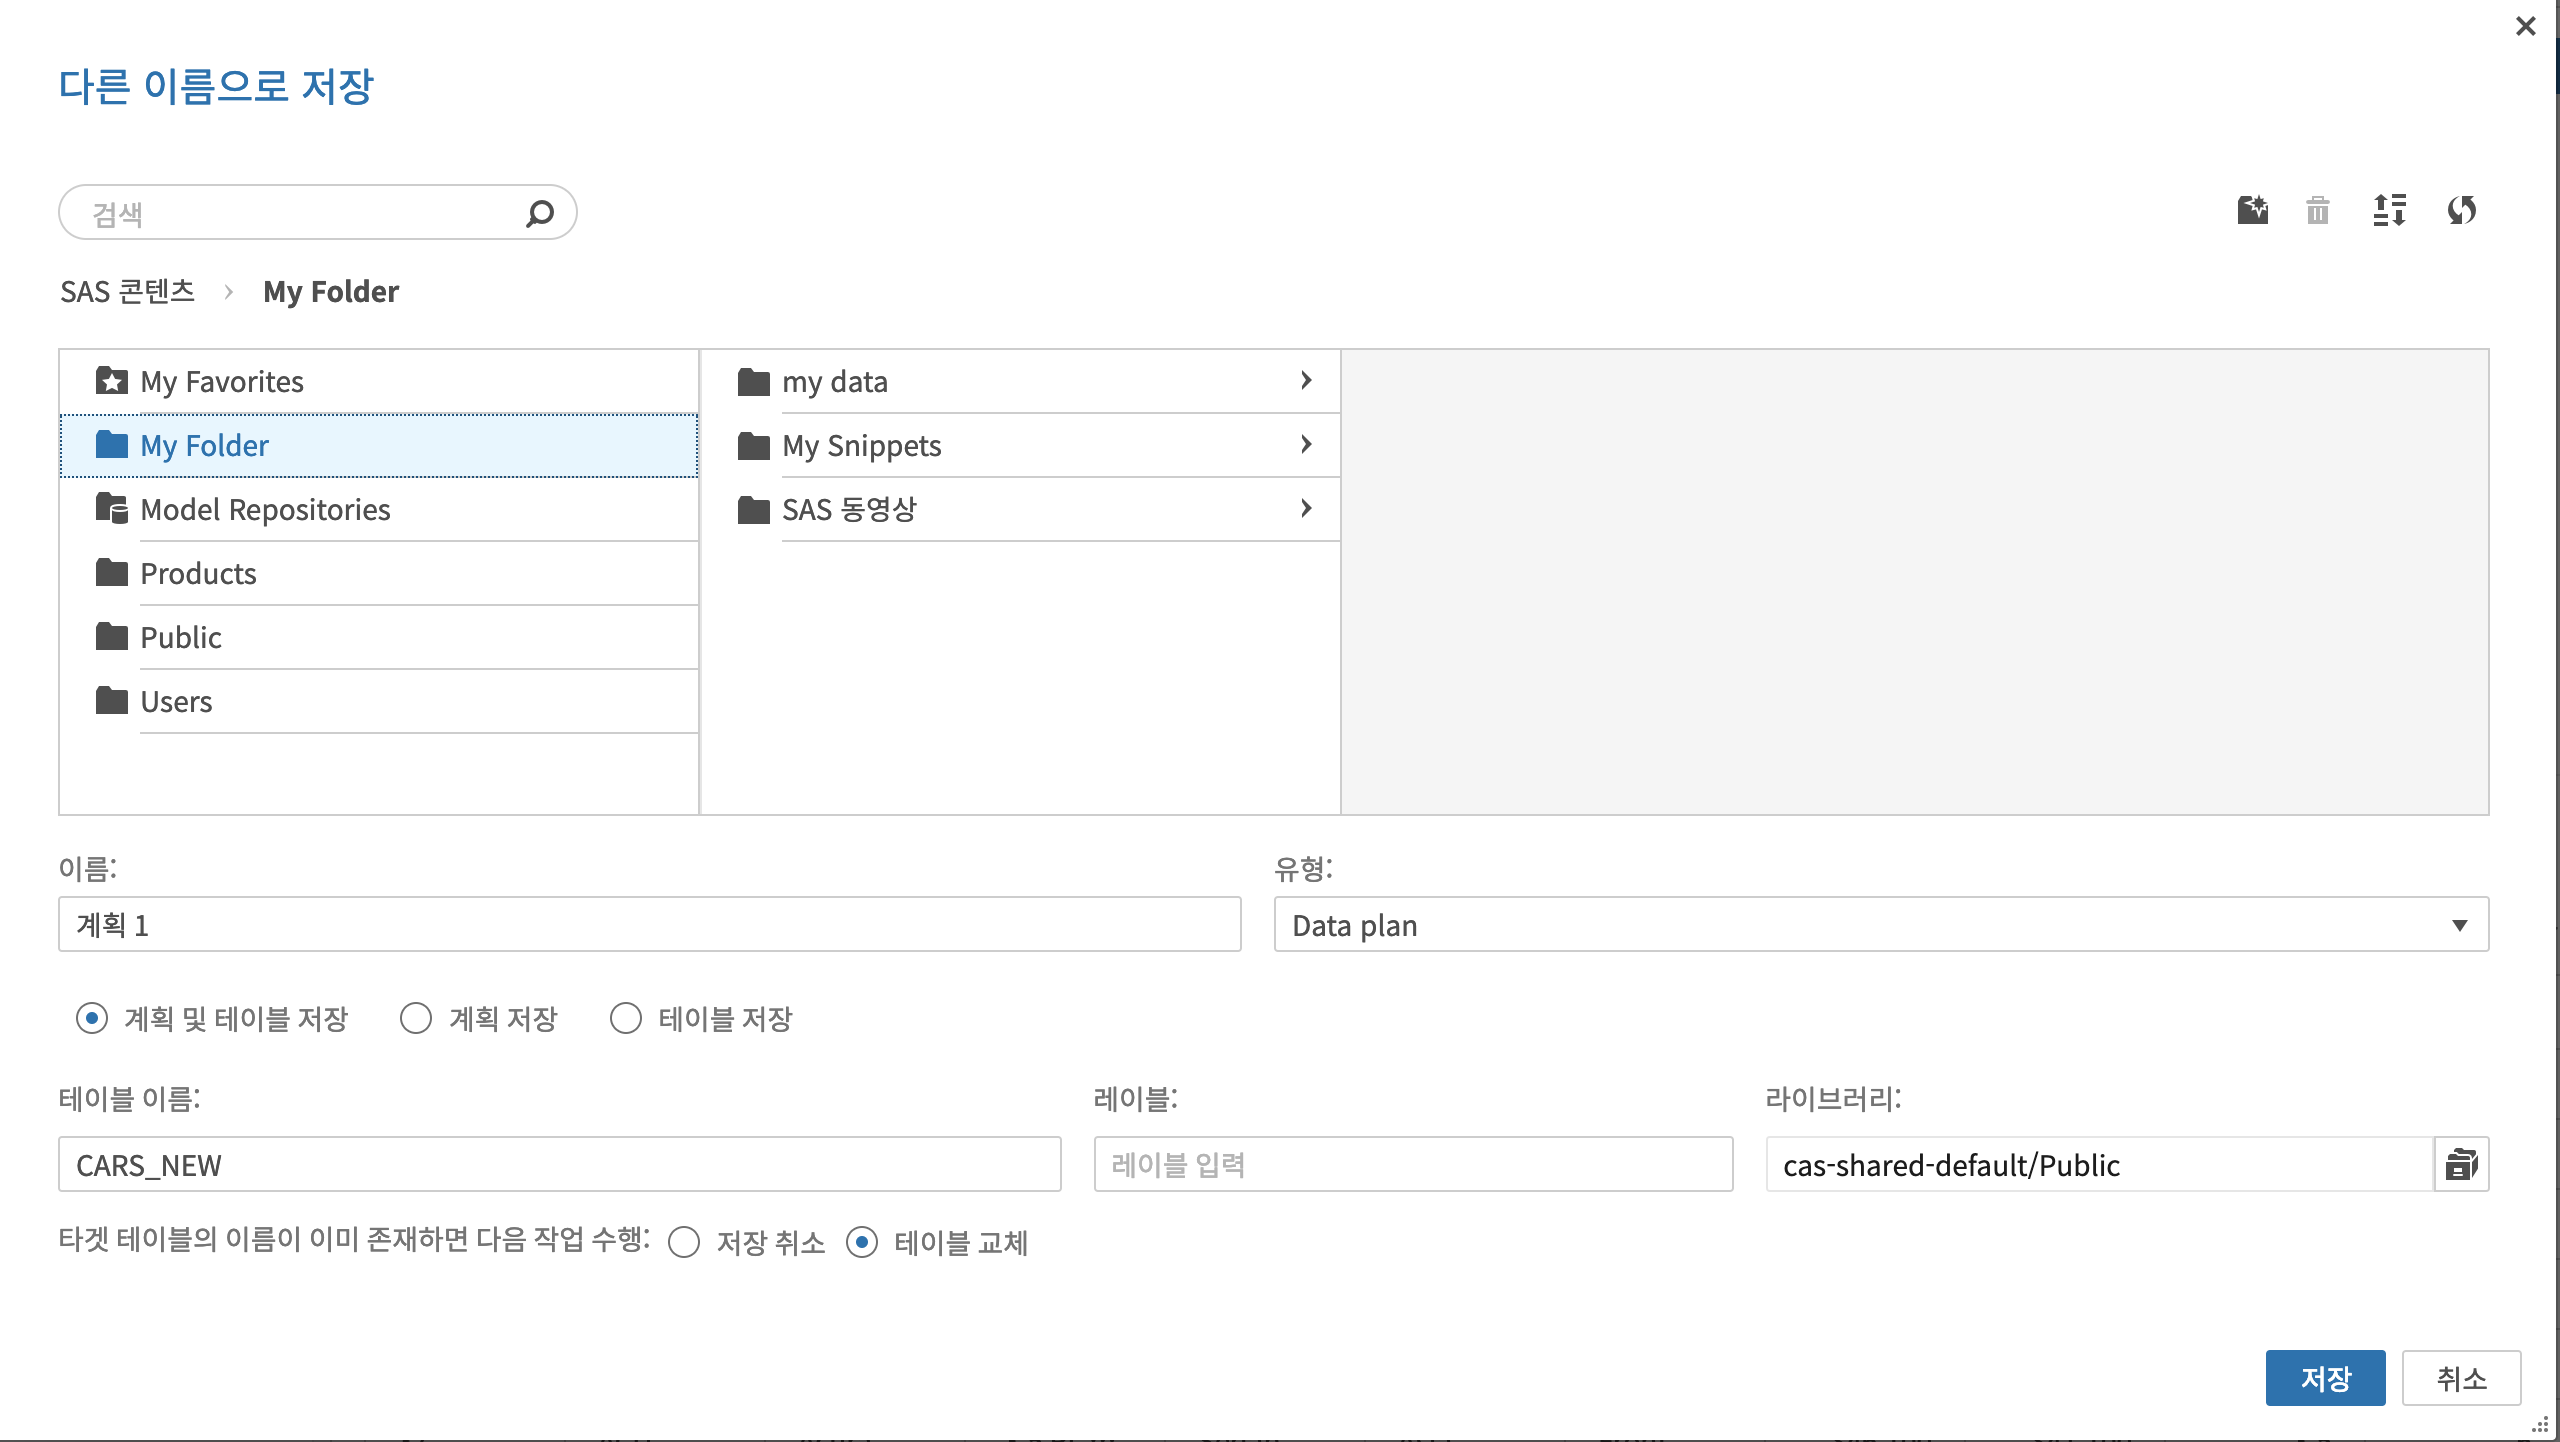 다른 이름으로 저장
검색
SAS 콘텐츠 > My Folder
My Favorites
My Folder
Model Repositories
Products
Public
Users
my data
My Snippets
SAS 동영상
이름:
계획 1
유형:
Data plan
계획 및 테이블 저장 계획 저장 테이블 저장
테이블 이름:
CARS_NEW
레이블:
레이블 입력
라이브러리:
cas-shared-default/Public
타겟 테이블의 이름이 이미 존재하면 다음 작업 수행: 저장 취소 테이블 교체
저장 취소